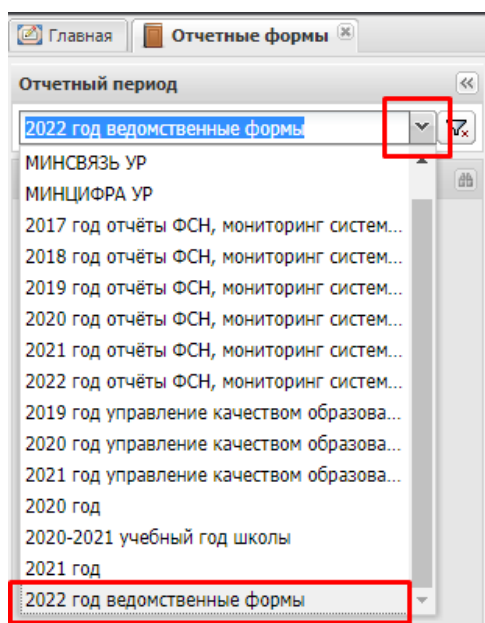 Главная
Отчетные формы
Отчетный период
2022 год ведомственные формы
МИНСВЯЗЬ УР
МИНЦИФРА УР
2017 год отчёты ФСН, мониторинг систем...
2018 год отчёты ФСН, мониторинг систем...
2019 год отчёты ФСН, мониторинг систем...
2020 год отчёты ФСН, мониторинг систем...
2021 год отчёты ФСН, мониторинг систем...
2022 год отчёты ФСН, мониторинг систем...
2019 год управление качеством образова...
2020 год управление качеством образова...
2021 год управление качеством образова...
2020 год
2020-2021 учебный год школы
2021 год
2022 год ведомственные формы